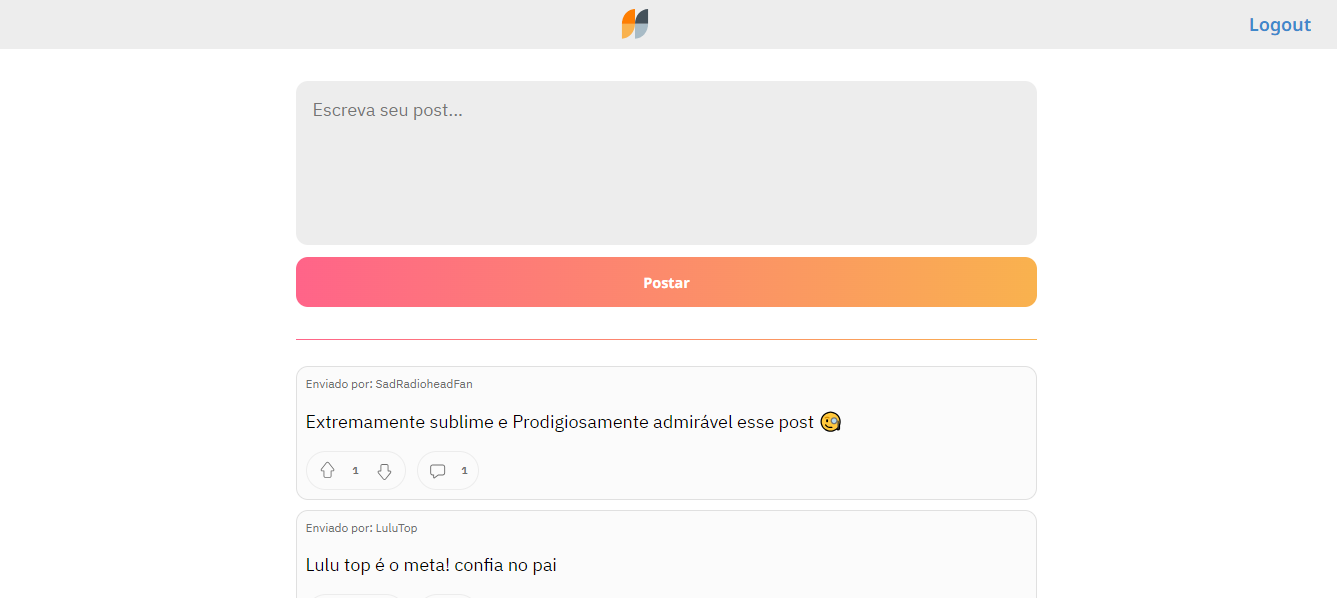 Logout
Escreva seu post...
Postar
Enviado por: SadRadioheadFan
Extremamente sublime e Prodigiosamente admirável esse post 🧐
1 1
Enviado por: LuluTop
Lulu top é o meta! confia no pai